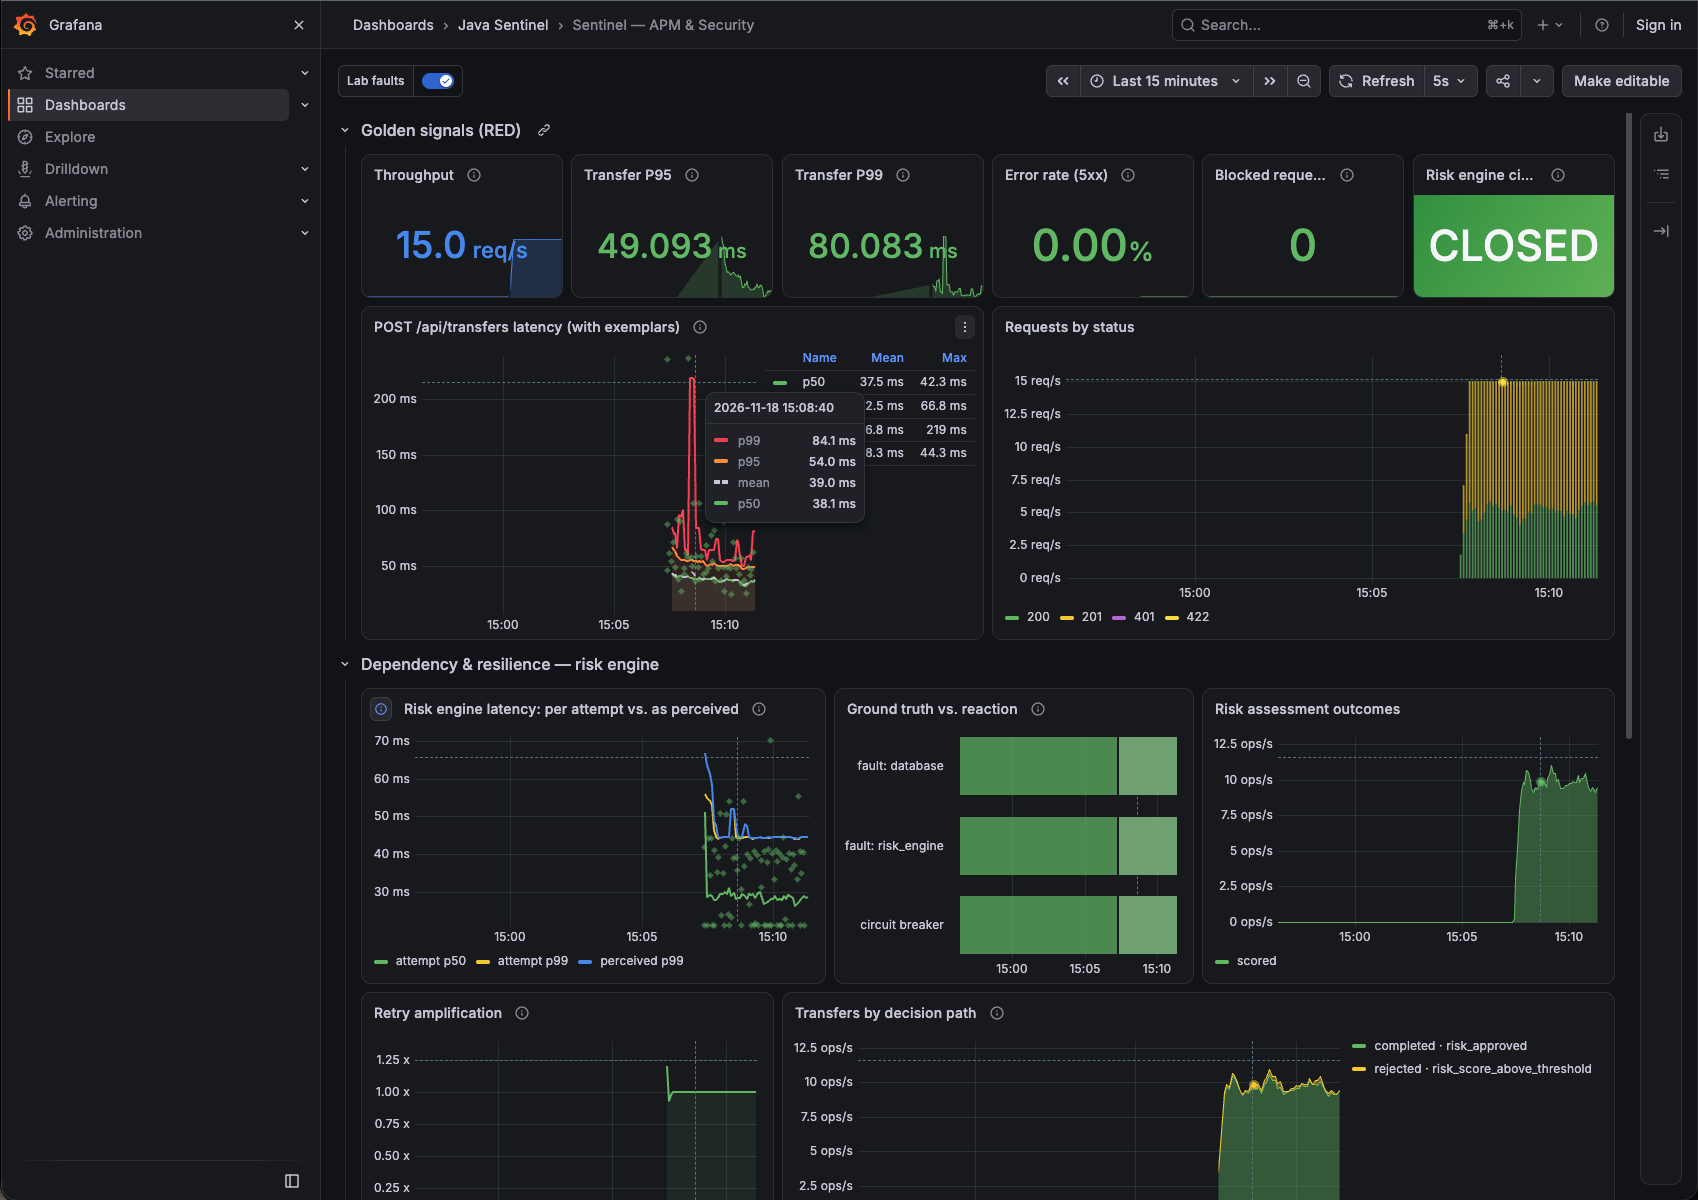 Grafana
Dashboards › Java Sentinel › Sentinel — APM & Security
Search...
⌘+k
Sign in
Starred
Dashboards
Explore
Drilldown
Alerting
Administration
Lab faults
Last 15 minutes
Refresh
5s
Make editable
Golden signals (RED)
Throughput
15.0 req/s
Transfer P95
49.093 ms
Transfer P99
80.083 ms
Error rate (5xx)
0.00%
Blocked reque...
0
Risk engine ci...
CLOSED
POST /api/transfers latency (with exemplars)
200 ms
150 ms
100 ms
50 ms
15:00 15:05 15:10
Name Mean Max
p50 37.5 ms 42.3 ms
2.5 ms 66.8 ms
6.8 ms 219 ms
8.3 ms 44.3 ms
2026-11-18 15:08:40
p99 84.1 ms
p95 54.0 ms
mean 39.0 ms
p50 38.1 ms
Requests by status
15 req/s
12.5 req/s
10 req/s
7.5 req/s
5 req/s
2.5 req/s
0 req/s
15:00 15:05 15:10
200 201 401 422
Dependency & resilience — risk engine
Risk engine latency: per attempt vs. as perceived
70 ms
60 ms
50 ms
40 ms
30 ms
15:00 15:05 15:10
attempt p50 attempt p99 perceived p99
Ground truth vs. reaction
fault: database
fault: risk_engine
circuit breaker
15:00 15:05 15:10
Risk assessment outcomes
12.5 ops/s
10 ops/s
7.5 ops/s
5 ops/s
2.5 ops/s
0 ops/s
15:00 15:05 15:10
scored
Retry amplification
1.25 x
1.00 x
0.75 x
0.50 x
0.25 x
Transfers by decision path
12.5 ops/s
10 ops/s
7.5 ops/s
5 ops/s
2.5 ops/s
completed · risk_approved
rejected · risk_score_above_threshold